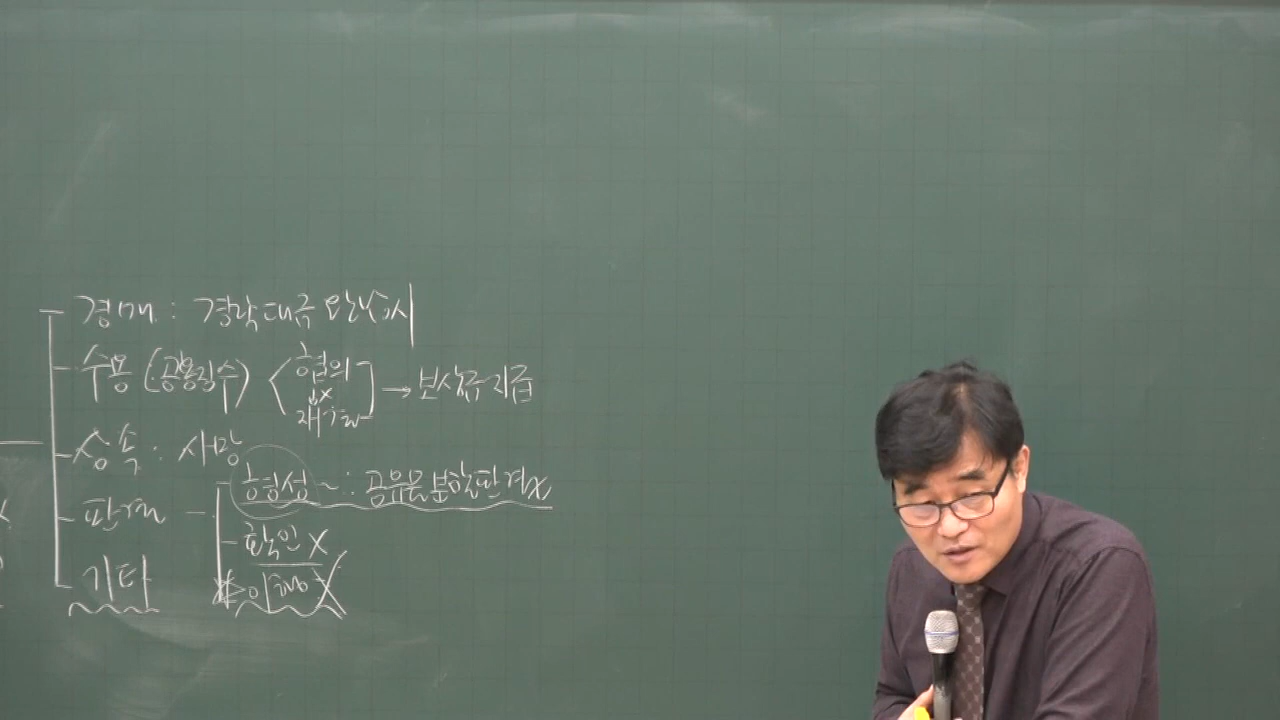 경매 : 경락대금 완납시
수용 (공용징수) < 협의 x 재결 ] → 보상금지급
상속 : 사망
판결 - 형성 ~ : 공유물분할판결
확인 X
이행 X
기타